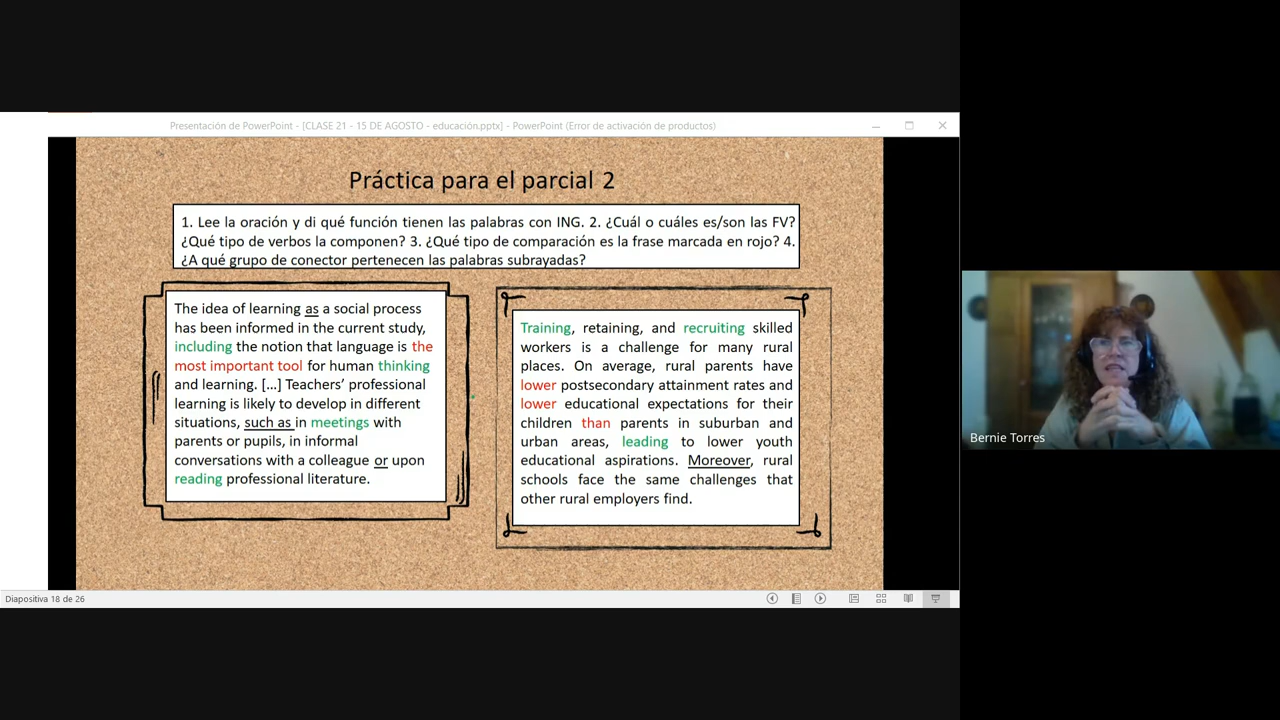 Presentación de PowerPoint - [CLASE 21 - 15 DE AGOSTO - educación.pptx] - PowerPoint (Error de activación de productos)
Práctica para el parcial 2
1. Lee la oración y di qué función tienen las palabras con ING. 2. ¿Cuál o cuáles es/son las FV?
¿Qué tipo de verbos la componen? 3. ¿Qué tipo de comparación es la frase marcada en rojo? 4.
¿A qué grupo de conector pertenecen las palabras subrayadas?
The idea of learning as a social process
has been informed in the current study,
including the notion that language is the
most important tool for human thinking
and learning. […] Teachers’ professional
learning is likely to develop in different
situations, such as in meetings with
parents or pupils, in informal
conversations with a colleague or upon
reading professional literature.
Training, retaining, and recruiting skilled
workers is a challenge for many rural
places. On average, rural parents have
lower postsecondary attainment rates and
lower educational expectations for their
children than parents in suburban and
urban areas, leading to lower youth
educational aspirations. Moreover, rural
schools face the same challenges that
other rural employers find.
Bernie Torres
Diapositiva 18 de 26